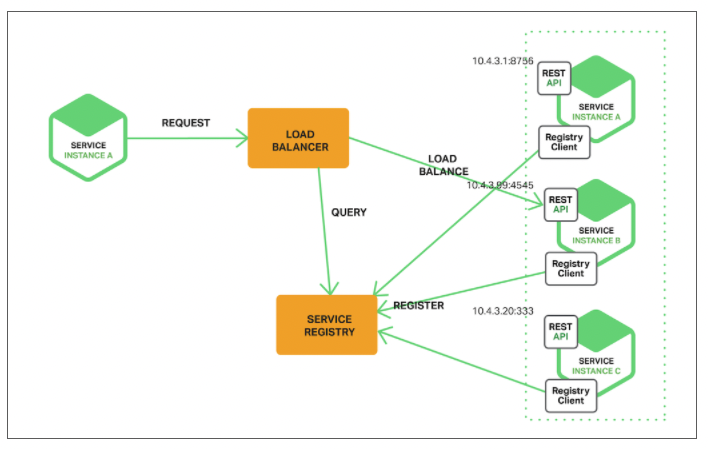 SERVICE
INSTANCE A
REQUEST
LOAD
BALANCER
LOAD
BALANCE
QUERY
SERVICE
REGISTRY
REGISTER
10.4.3.1:8756
REST
API
SERVICE
INSTANCE A
Registry
Client
10.4.3.99:4545
REST
API
SERVICE
INSTANCE B
Registry
Client
10.4.3.20:333
REST
API
SERVICE
INSTANCE C
Registry
Client